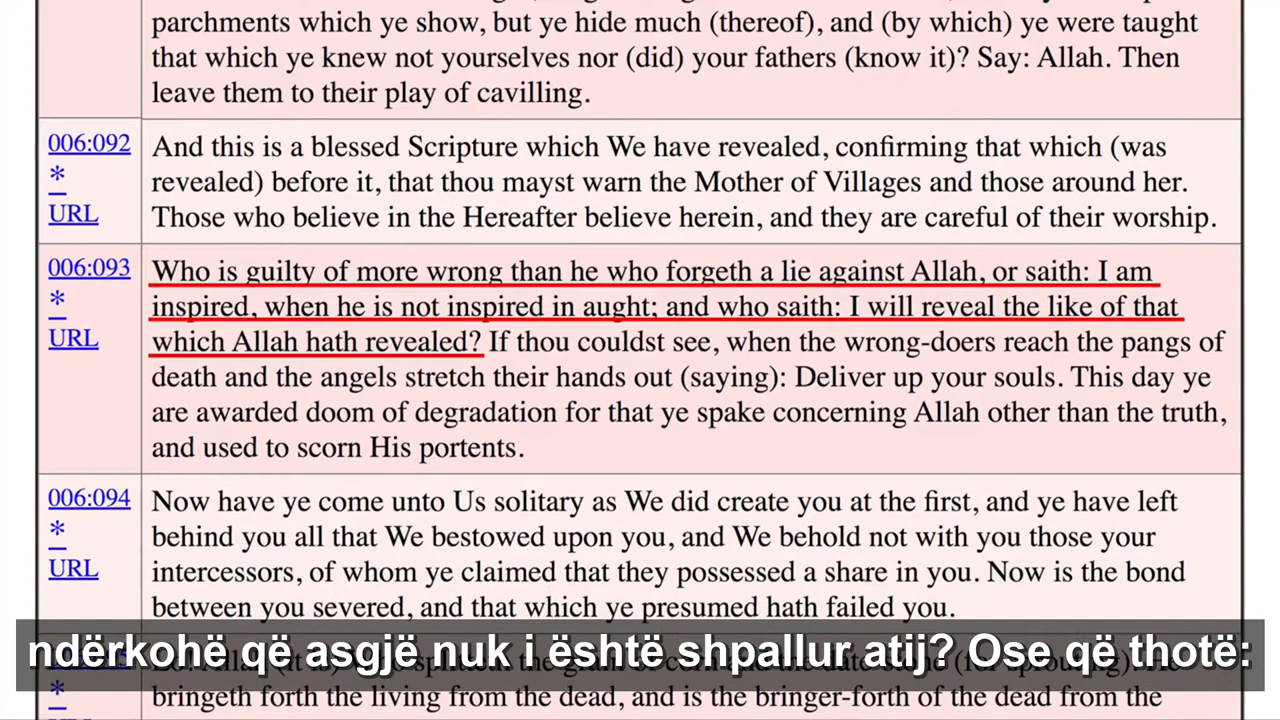 parchments which ye show, but ye hide much (thereof), and (by which) ye were taught
that which ye knew not yourselves nor (did) your fathers (know it)? Say: Allah. Then
leave them to their play of cavilling.
006:092
*
URL
And this is a blessed Scripture which We have revealed, confirming that which (was
revealed) before it, that thou mayst warn the Mother of Villages and those around her.
Those who believe in the Hereafter believe herein, and they are careful of their worship.
006:093
*
URL
Who is guilty of more wrong than he who forgeth a lie against Allah, or saith: I am
inspired, when he is not inspired in aught; and who saith: I will reveal the like of that
which Allah hath revealed? If thou couldst see, when the wrong-doers reach the pangs of
death and the angels stretch their hands out (saying): Deliver up your souls. This day ye
are awarded doom of degradation for that ye spake concerning Allah other than the truth,
and used to scorn His portents.
006:094
*
URL
Now have ye come unto Us solitary as We did create you at the first, and ye have left
behind you all that We bestowed upon you, and We behold not with you those your
intercessors, of whom ye claimed that they possessed a share in you. Now is the bond
between you severed, and that which ye presumed hath failed you.
ndërkohë që asgjë nuk i është shpallur atij? Ose që thotë:
*
bringeth forth the living from the dead, and is the bringer-forth of the dead from the